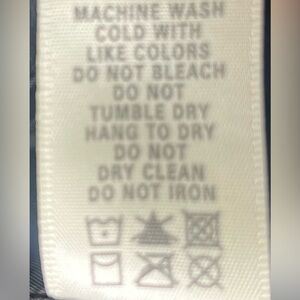 MACHINE WASH
COLD WITH
LIKE COLORS
DO NOT BLEACH
DO NOT
TUMBLE DRY
HANG TO DRY
DO NOT
DRY CLEAN
DO NOT IRON